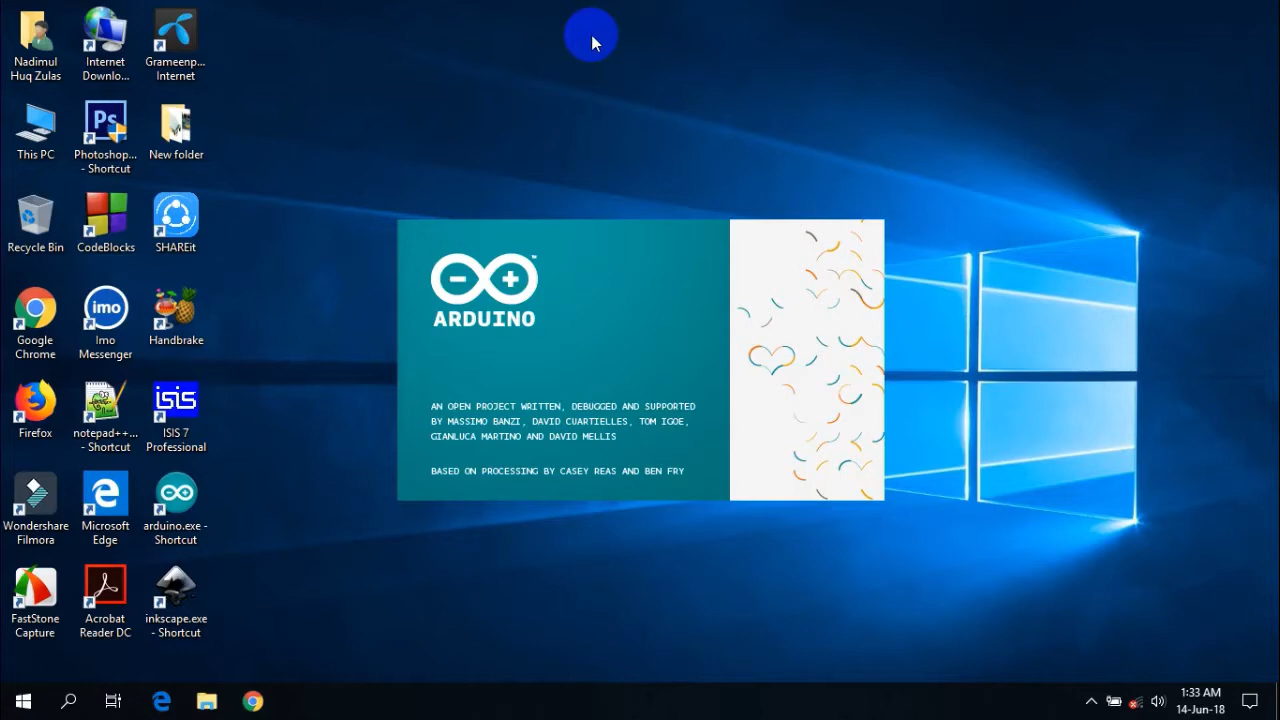 Nadimul
Huq Zulas
Internet
Downlo...
Grameenp...
Internet
This PC
Ps
Photoshop...
- Shortcut
New folder
Recycle Bin
CodeBlocks
SHAREit
Google
Chrome
imo
Imo
Messenger
Handbrake
Firefox
notepad++...
- Shortcut
isis
ISIS 7
Professional
Wondershare
Filmora
Microsoft
Edge
arduino.exe -
Shortcut
FastStone
Capture
Acrobat
Reader DC
inkscape.exe
- Shortcut
ARDUINO™
AN OPEN PROJECT WRITTEN, DEBUGGED AND SUPPORTED
BY MASSIMO BANZI, DAVID CUARTIELLES, TOM IGOE,
GIANLUCA MARTINO AND DAVID MELLIS
BASED ON PROCESSING BY CASEY REAS AND BEN FRY
1:33 AM
14-Jun-18